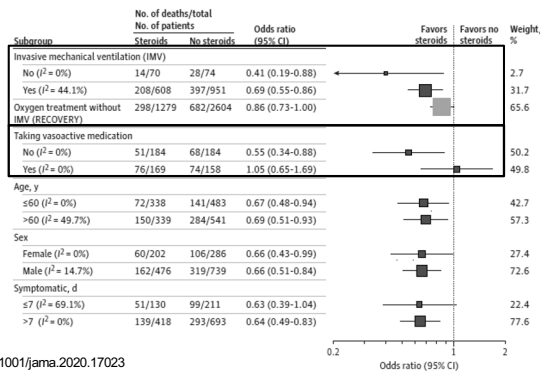 No. of deaths/total
No. of patients
Odds ratio
Favors Favors no Weight,
Subgroup Steroids No steroids (95% CI) steroids steroids %
Invasive mechanical ventilation (IMV)
No (I² = 0%) 14/70 28/74 0.41 (0.19-0.88) 2.7
Yes (I² = 44.1%) 208/608 397/951 0.69 (0.55-0.86) 31.7
Oxygen treatment without 298/1279 682/2604 0.86 (0.73-1.00) 65.6
IMV (RECOVERY)
Taking vasoactive medication
No (I² = 0%) 51/184 68/184 0.55 (0.34-0.88) 50.2
Yes (I² = 0%) 76/169 74/158 1.05 (0.65-1.69) 49.8
Age, y
≤60 (I² = 0%) 72/338 141/483 0.67 (0.48-0.94) 42.7
>60 (I² = 49.7%) 150/339 284/541 0.69 (0.51-0.93) 57.3
Sex
Female (I² = 0%) 60/202 106/286 0.66 (0.43-0.99) 27.4
Male (I² = 14.7%) 162/476 319/739 0.66 (0.51-0.84) 72.6
Symptomatic, d
≤7 (I² = 69.1%) 51/130 99/211 0.63 (0.39-1.04) 22.4
>7 (I² = 0%) 139/418 293/693 0.64 (0.49-0.83) 77.6
0.2 1 2
Odds ratio (95% CI)
1001/jama.2020.17023